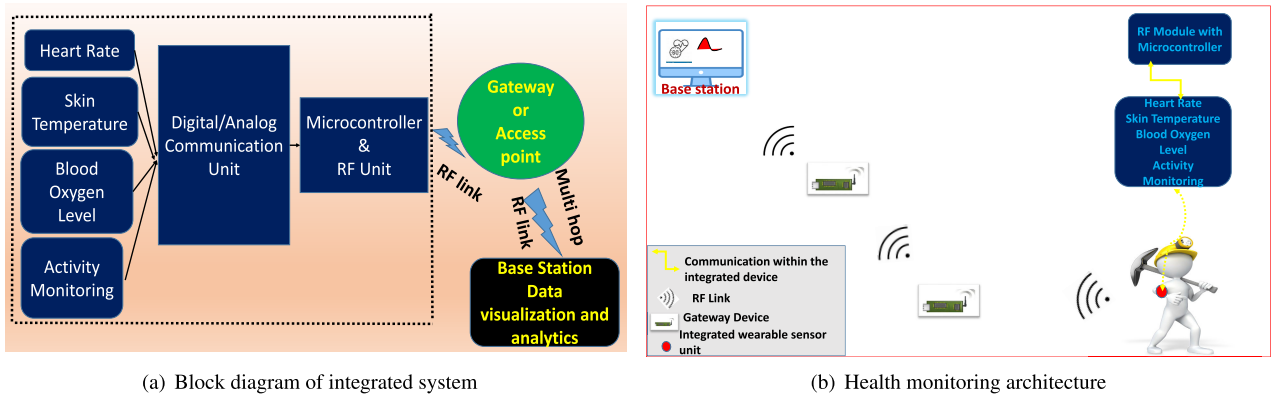 Heart Rate
Skin
Temperature
Blood
Oxygen
Level
Activity
Monitoring
Digital/Analog
Communication
Unit
Microcontroller
&
RF Unit
Gateway
or
Access
point
RF link
RF link
Multi hop
Base Station
Data
visualization and
analytics
(a) Block diagram of integrated system
Base station
RF Module with
Microcontroller
Heart Rate
Skin Temperature
Blood Oxygen
Level
Activity
Monitoring
Communication within the
integrated device
RF Link
Gateway Device
Integrated wearable sensor
unit
(b) Health monitoring architecture